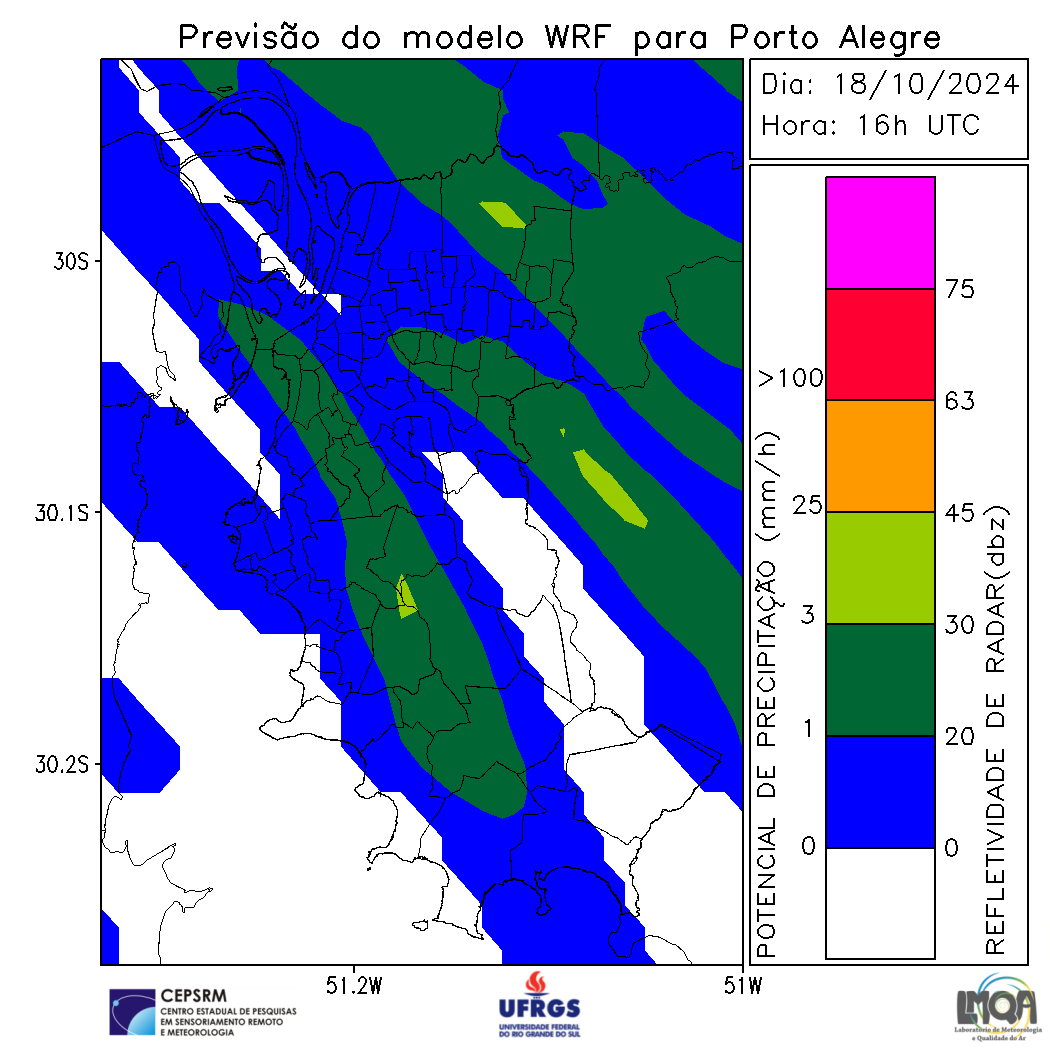 Previsão do modelo WRF para Porto Alegre
Dia: 18/10/2024
Hora: 16h UTC
30S
30.1S
30.2S
51.2W
51W
POTENCIAL DE PRECIPITAÇÃO (mm/h)
>100
25
3
1
0
75
63
45
30
20
0
REFLETIVIDADE DE RADAR(dbz)
CEPSRM
CENTRO ESTADUAL DE PESQUISAS
EM SENSORIAMENTO REMOTO
E METEOROLOGIA
UFRGS
UNIVERSIDADE FEDERAL
DO RIO GRANDE DO SUL
LMQA
Laboratório de Meteorologia
e Qualidade do Ar